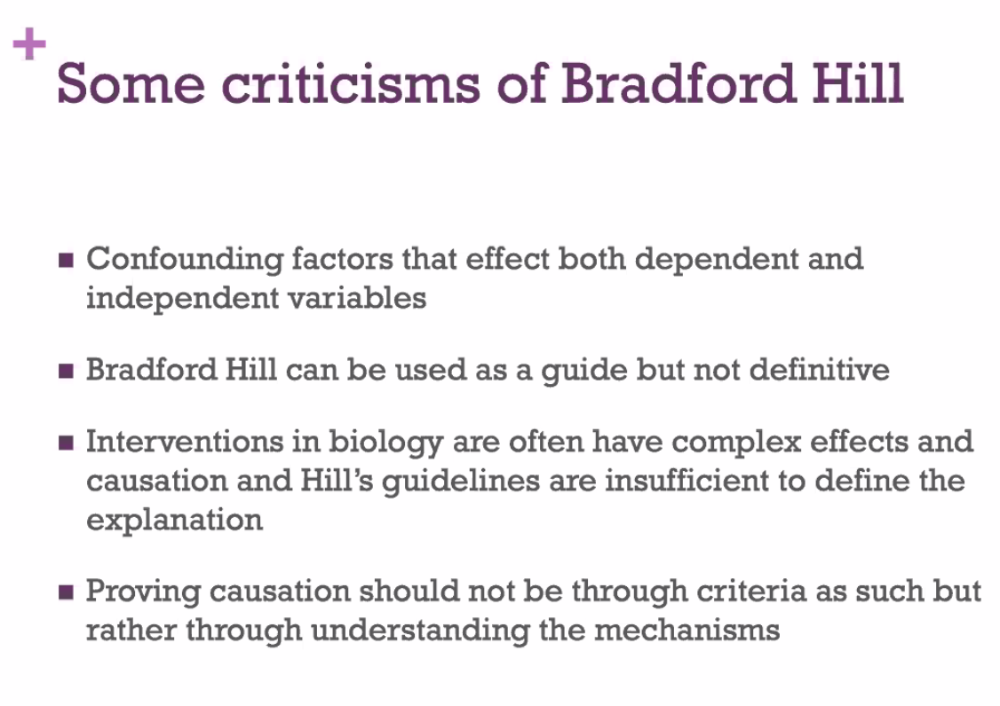 +
Some criticisms of Bradford Hill
■ Confounding factors that effect both dependent and
independent variables
■ Bradford Hill can be used as a guide but not definitive
■ Interventions in biology are often have complex effects and
causation and Hill's guidelines are insufficient to define the
explanation
■ Proving causation should not be through criteria as such but
rather through understanding the mechanisms